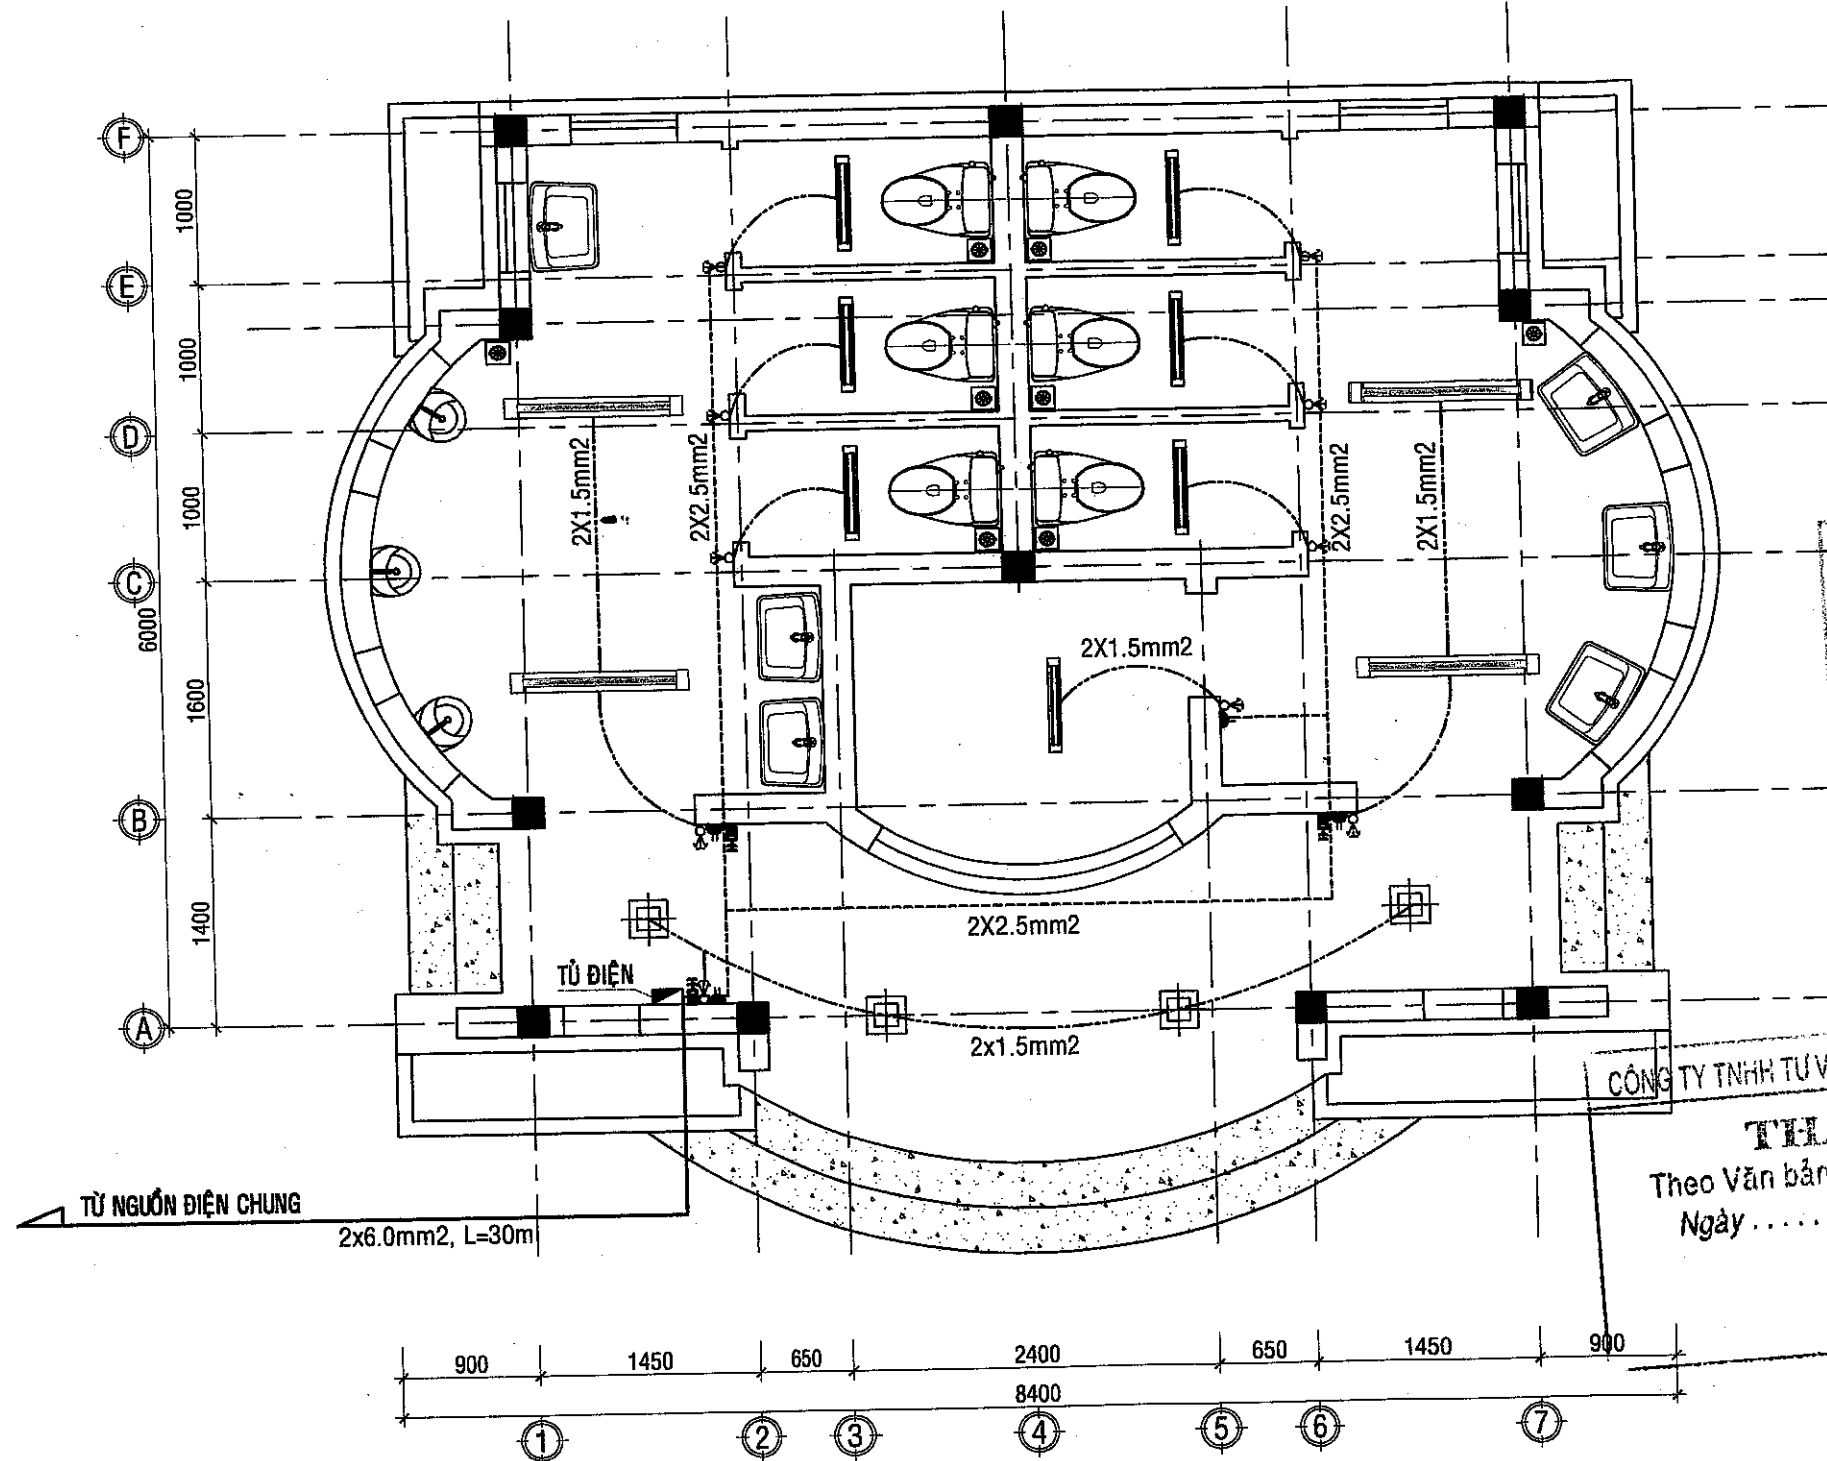 F
1000
E
1000
D
2X1.5mm2
2X2.5mm2
2X2.5mm2
2X1.5mm2
1000
C
6000
2X1.5mm2
1600
B
1400
2X2.5mm2
TỦ ĐIỆN
A
2x1.5mm2
CÔNG TY TNHH TƯ
Theo Văn bản
Ngày .....
TỪ NGUỒN ĐIỆN CHUNG
2x6.0mm2, L=30m
900 1450 650 2400 650 1450 900
8400
1 2 3 4 5 6 7